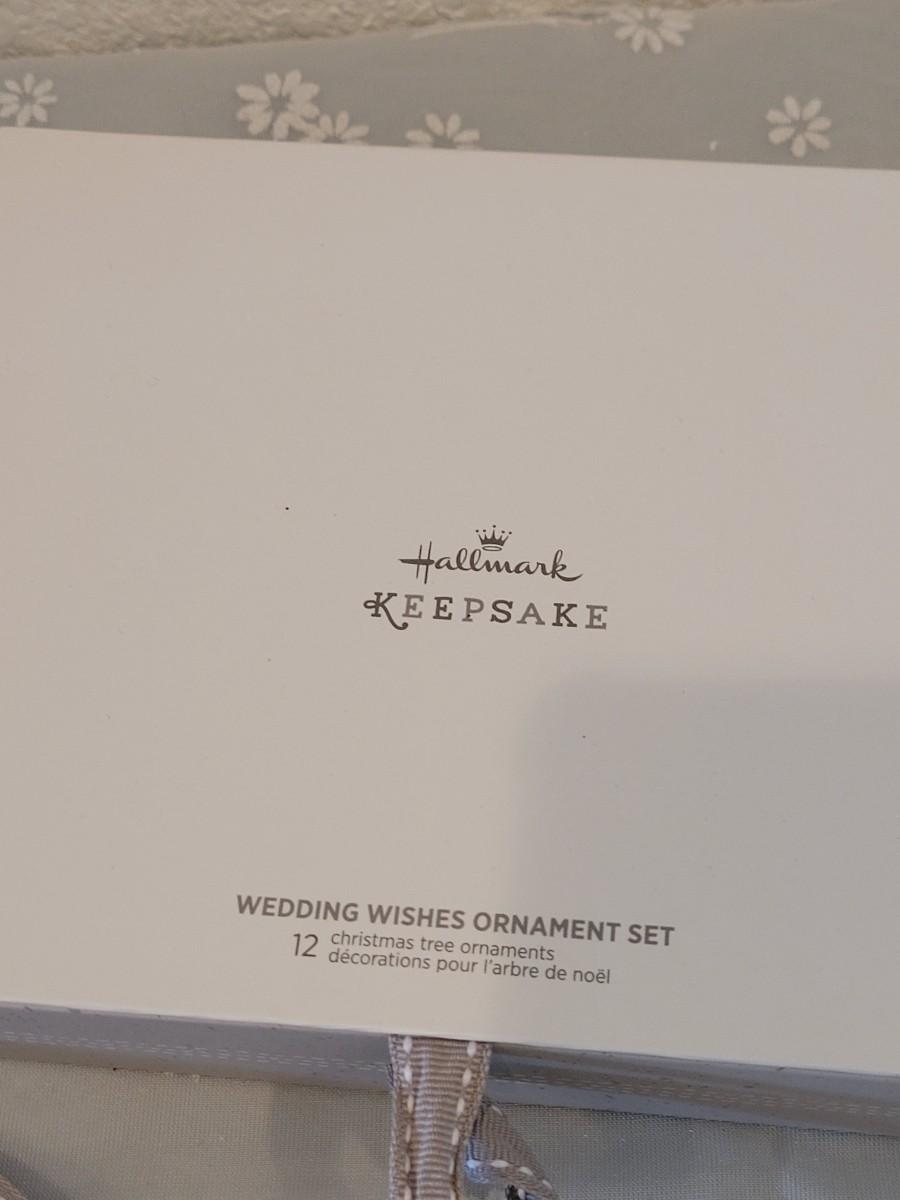 Hallmark
KEEPSAKE
WEDDING WISHES ORNAMENT SET
12 christmas tree ornaments
décorations pour l'arbre de noël